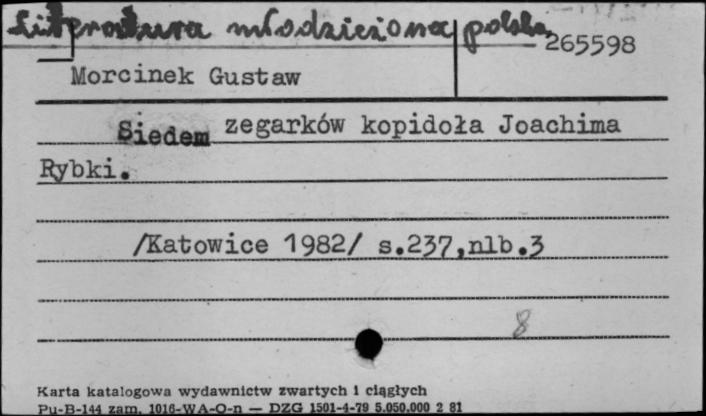 Literatura młodzieżowa polska
265598
Morcinek Gustaw
Siedem zegarków kopidoła Joachima
Rybki.
/Katowice 1982/ s.237,nlb.3
8
Karta katalogowa wydawnictw zwartych i ciągłych
Pu-B-144 zam. 1016-WA-O-n — DZG 1501-4-79 5.050.000 2 81